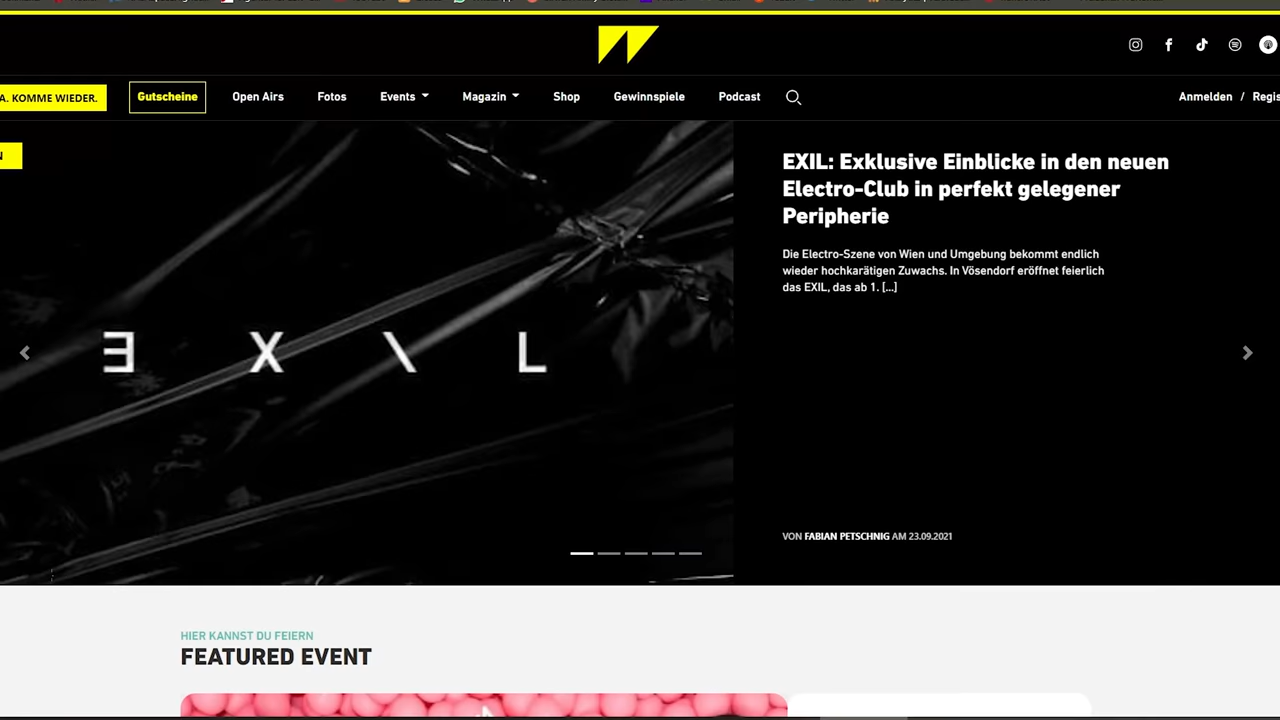 A. KOMME WIEDER.
Gutscheine
Open Airs
Fotos
Events
Magazin
Shop
Gewinnspiele
Podcast
Anmelden / Regis
N
EXIL: Exklusive Einblicke in den neuen
Electro-Club in perfekt gelegener
Peripherie
Die Electro-Szene von Wien und Umgebung bekommt endlich
wieder hochkarätigen Zuwachs. In Vösendorf eröffnet feierlich
das EXIL, das ab 1. [...]
E X \ L
VON FABIAN PETSCHNIG AM 23.09.2021
HIER KANNST DU FEIERN
FEATURED EVENT